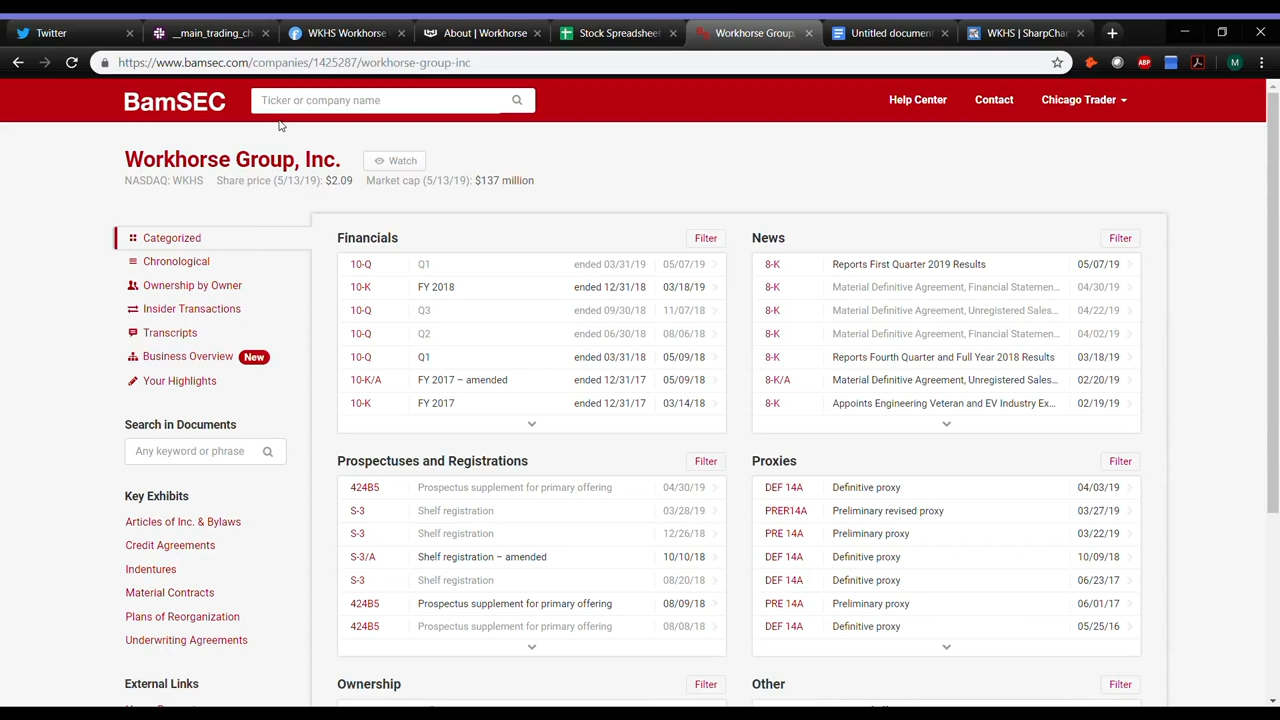 Twitter
__main_trading_ch
WKHS Workhorse
About | Workhorse
Stock Spreadsheet
Workhorse Group,
Untitled document
WKHS | SharpChar
https://www.bamsec.com/companies/1425287/workhorse-group-inc
ABP
M
BamSEC
Ticker or company name
Help Center
Contact
Chicago Trader
Workhorse Group, Inc.
Watch
NASDAQ: WKHS Share price (5/13/19): $2.09 Market cap (5/13/19): $137 million
Categorized
Chronological
Ownership by Owner
Insider Transactions
Transcripts
Business Overview New
Your Highlights
Search in Documents
Any keyword or phrase
Key Exhibits
Articles of Inc. & Bylaws
Credit Agreements
Indentures
Material Contracts
Plans of Reorganization
Underwriting Agreements
External Links
Financials Filter
10-Q Q1 ended 03/31/19 05/07/19
10-K FY 2018 ended 12/31/18 03/18/19
10-Q Q3 ended 09/30/18 11/07/18
10-Q Q2 ended 06/30/18 08/06/18
10-Q Q1 ended 03/31/18 05/09/18
10-K/A FY 2017 – amended ended 12/31/17 05/09/18
10-K FY 2017 ended 12/31/17 03/14/18
News Filter
8-K Reports First Quarter 2019 Results 05/07/19
8-K Material Definitive Agreement, Financial Statemen... 04/30/19
8-K Material Definitive Agreement, Unregistered Sales... 04/22/19
8-K Material Definitive Agreement, Financial Statemen... 04/02/19
8-K Reports Fourth Quarter and Full Year 2018 Results 03/18/19
8-K/A Material Definitive Agreement, Unregistered Sales... 02/20/19
8-K Appoints Engineering Veteran and EV Industry Ex... 02/19/19
Prospectuses and Registrations Filter
424B5 Prospectus supplement for primary offering 04/30/19
S-3 Shelf registration 03/28/19
S-3 Shelf registration 12/26/18
S-3/A Shelf registration – amended 10/10/18
S-3 Shelf registration 08/20/18
424B5 Prospectus supplement for primary offering 08/09/18
424B5 Prospectus supplement for primary offering 08/08/18
Proxies Filter
DEF 14A Definitive proxy 04/03/19
PRER14A Preliminary revised proxy 03/27/19
PRE 14A Preliminary proxy 03/22/19
DEF 14A Definitive proxy 10/09/18
DEF 14A Definitive proxy 06/23/17
PRE 14A Preliminary proxy 06/01/17
DEF 14A Definitive proxy 05/25/16
Ownership Filter
Other Filter